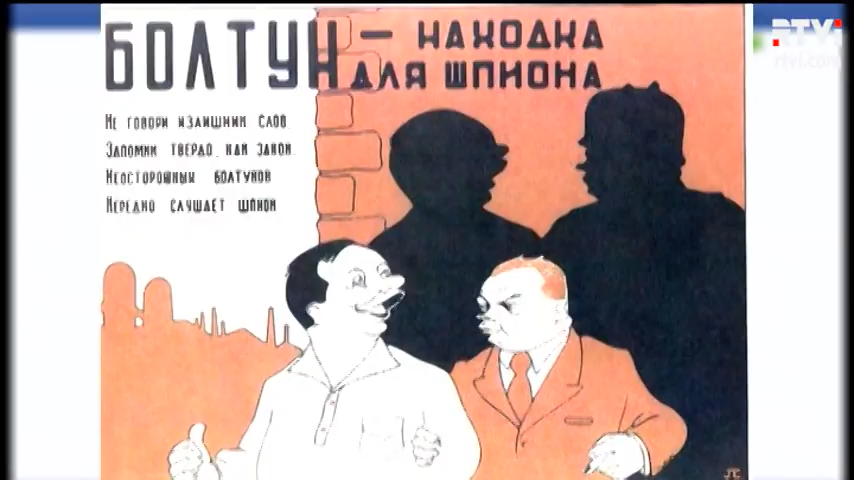 БОЛТУН – НАХОДКА
ДЛЯ ШПИОНА
НЕ ГОВОРИ ИЗЛИШНИХ СЛОВ
ЗАПОМНИ ТВЕРДО, КАК ЗАКОН
НЕОСТОРОЖНЫХ БОЛТУНОВ
НЕРЕДКО СЛУШАЕТ ШПИОН
RTVi
rtvi.com